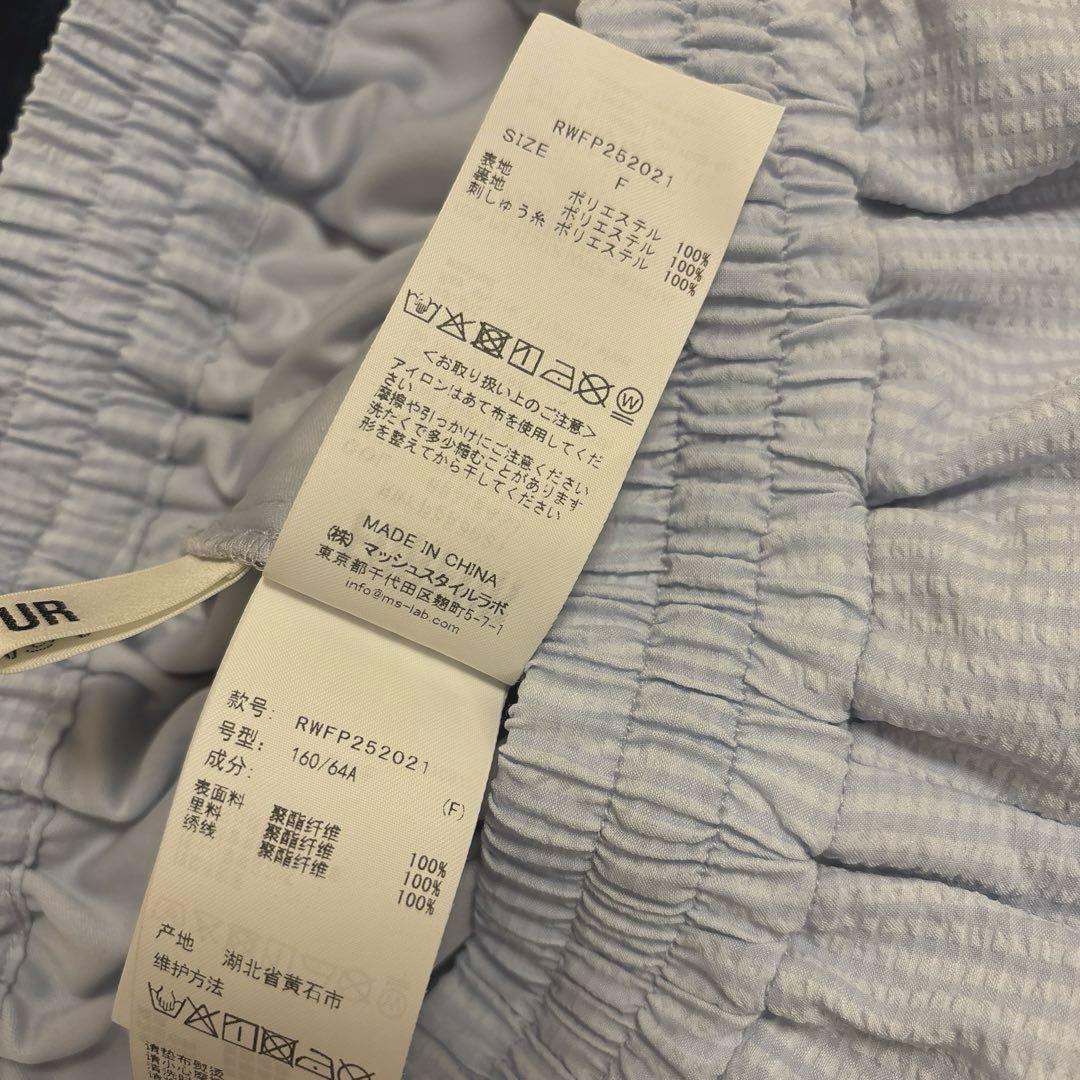 RWFP252021
SIZE F
表地 ポリエステル 100%
裏地 ポリエステル 100%
刺しゅう糸 ポリエステル 100%
W
<お取り扱い上のご注意>
アイロンはあて布を使用してくだ
さい
摩擦や引っかけにご注意ください
洗たくで多少縮むことがあります
形を整えてから干してください
MADE IN CHINA
(株) マッシュスタイルラボ
東京都千代田区麹町5-7-1
info@ms-lab.com
UR
款号: RWFP252021
号型: 160/64A (F)
成分:
表面料 聚酯纤维 100%
里料 聚酯纤维 100%
绣线 聚酯纤维 100%
产地 湖北省黄石市
维护方法
请垫布熨烫